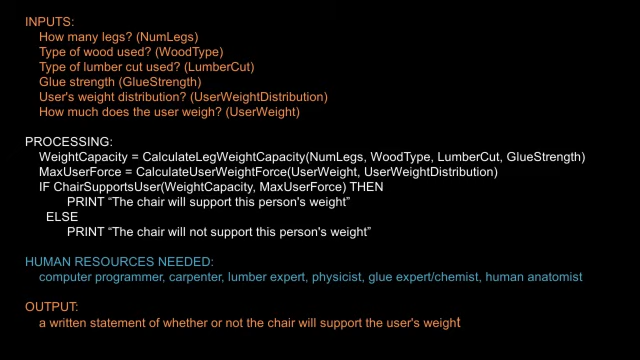 INPUTS:
How many legs? (NumLegs)
Type of wood used? (WoodType)
Type of lumber cut used? (LumberCut)
Glue strength (GlueStrength)
User's weight distribution? (UserWeightDistribution)
How much does the user weigh? (UserWeight)
PROCESSING:
WeightCapacity = CalculateLegWeightCapacity(NumLegs, WoodType, LumberCut, GlueStrength)
MaxUserForce = CalculateUserWeightForce(UserWeight, UserWeightDistribution)
IF ChairSupportsUser(WeightCapacity, MaxUserForce) THEN
PRINT “The chair will support this person's weight”
ELSE
PRINT “The chair will not support this person's weight”
HUMAN RESOURCES NEEDED:
computer programmer, carpenter, lumber expert, physicist, glue expert/chemist, human anatomist
OUTPUT:
a written statement of whether or not the chair will support the user's weight